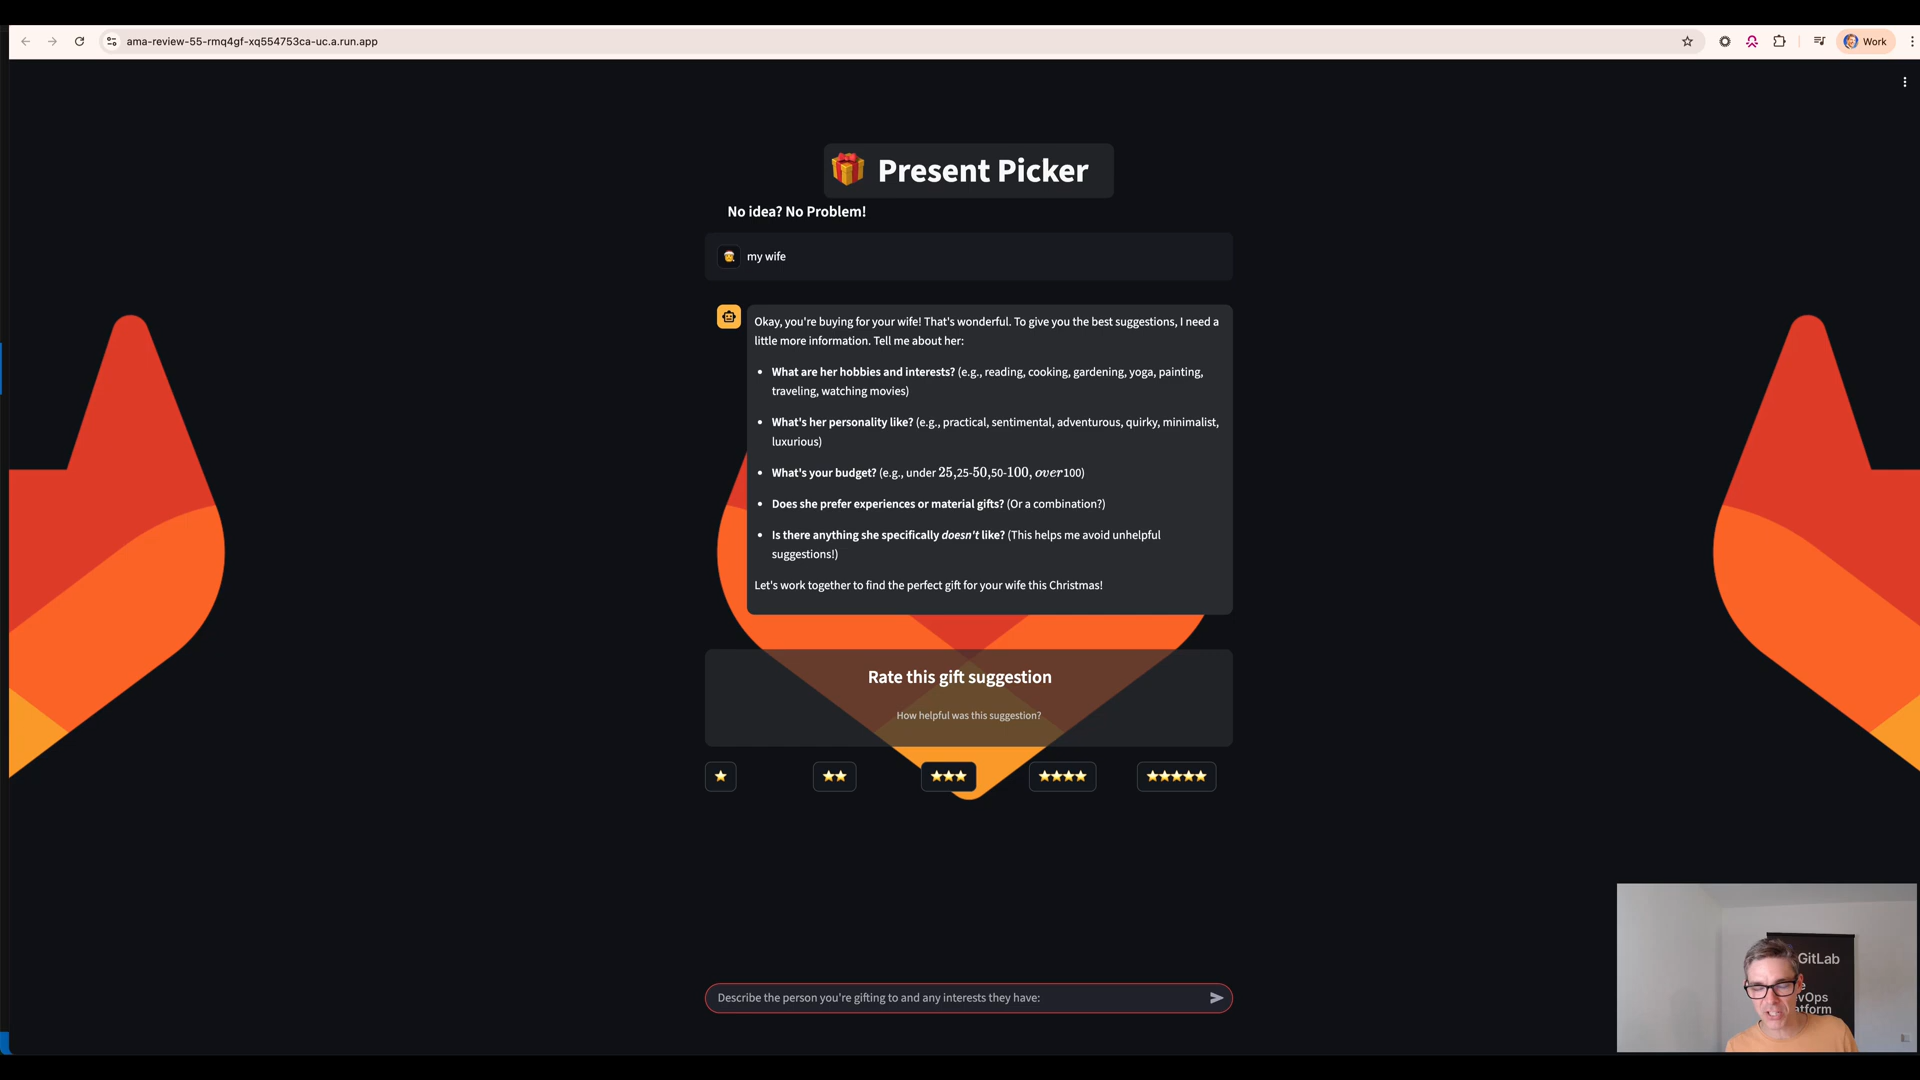 ama-review-55-rmq4gf-xq554753ca-uc.a.run.app
Work
Present Picker
No idea? No Problem!
my wife
Okay, you're buying for your wife! That's wonderful. To give you the best suggestions, I need a
little more information. Tell me about her:
• What are her hobbies and interests? (e.g., reading, cooking, gardening, yoga, painting,
traveling, watching movies)
• What's her personality like? (e.g., practical, sentimental, adventurous, quirky, minimalist,
luxurious)
• What's your budget? (e.g., under 25,25-50,50-100, over100)
• Does she prefer experiences or material gifts? (Or a combination?)
• Is there anything she specifically doesn't like? (This helps me avoid unhelpful
suggestions!)
Let's work together to find the perfect gift for your wife this Christmas!
Rate this gift suggestion
How helpful was this suggestion?
Describe the person you're gifting to and any interests they have:
GitLab